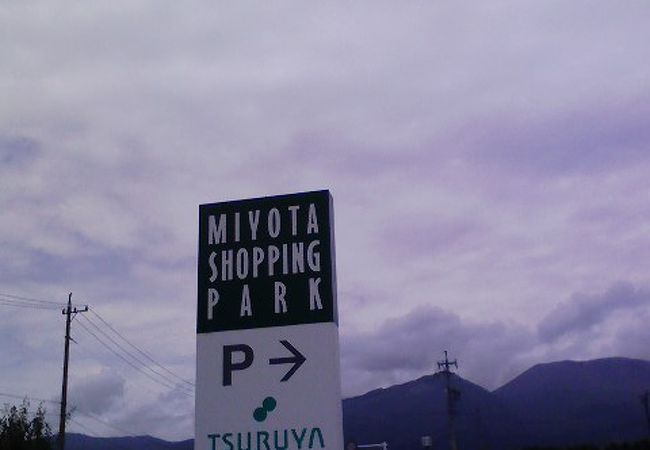 MIYOTA
SHOPPING
PARK
P →
TSURUYA